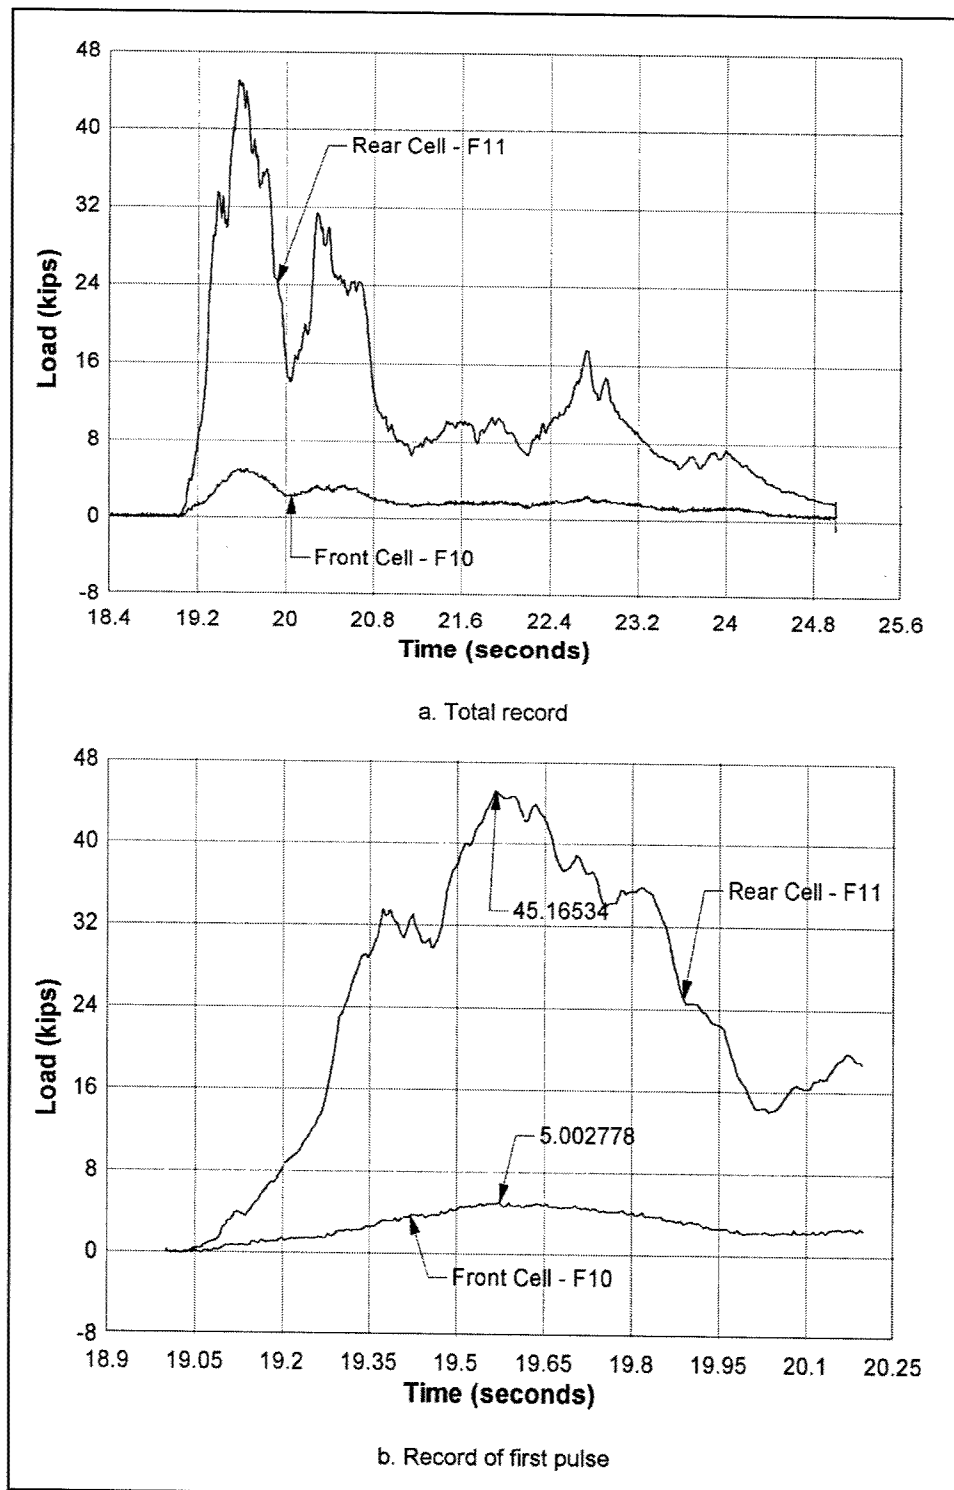 48
40
32
24
16
8
0
-8
Load (kips)
Rear Cell - F11
Front Cell - F10
18.4 19.2 20 20.8 21.6 22.4 23.2 24 24.8 25.6
Time (seconds)
a. Total record
48
40
32
24
16
8
0
-8
Load (kips)
45.16534
Rear Cell - F11
5.002778
Front Cell - F10
18.9 19.05 19.2 19.35 19.5 19.65 19.8 19.95 20.1 20.25
Time (seconds)
b. Record of first pulse